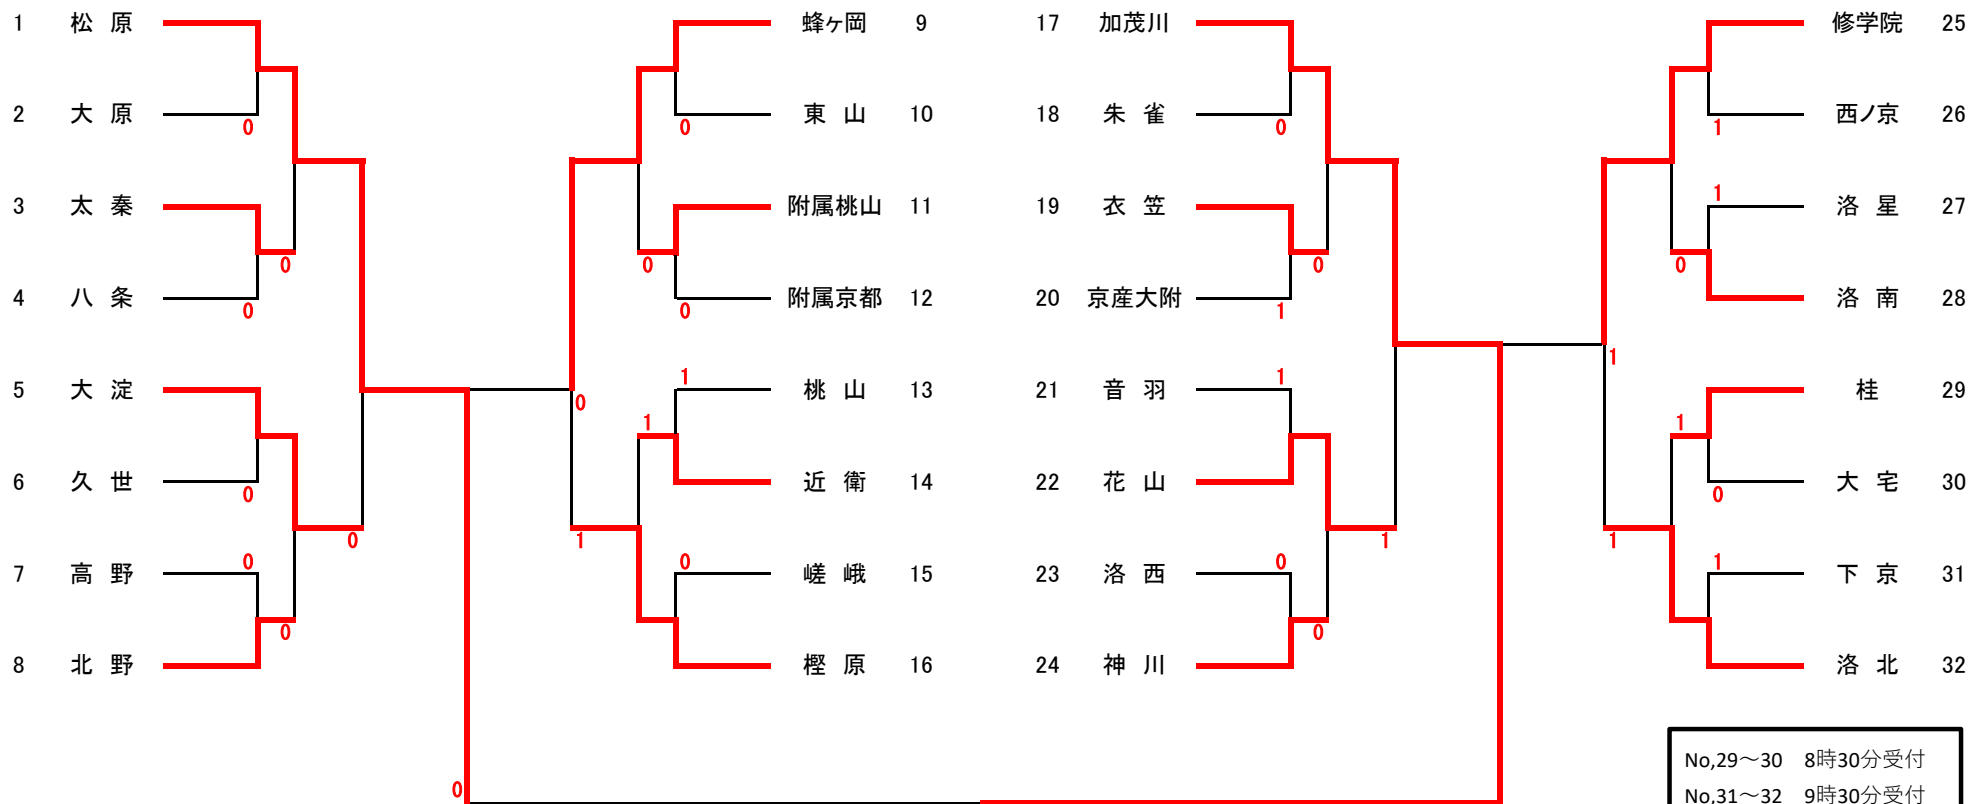 1 松 原 蜂ヶ岡 9 17 加茂川 修学院 25
2 大 原 0 東 山 10 0 18 朱 雀 0 西ノ京 26 1
3 太 秦 附属桃山 11 19 衣 笠 1 洛 星 27
0 0 0 0
4 八 条 0 附属京都 12 0 20 京産大附 1 洛 南 28
1
5 大 淀 0 1 桃 山 13 21 音 羽 1 桂 29
1 1
6 久 世 0 近 衛 14 22 花 山 大 宅 30 0
0 1 1 1
7 高 野 0 0 嵯 峨 15 23 洛 西 0 1 下 京 31
0 0
8 北 野 樫 原 16 24 神 川 洛 北 32
No,29～30 8時30分受付
0
No,31～32 9時30分受付